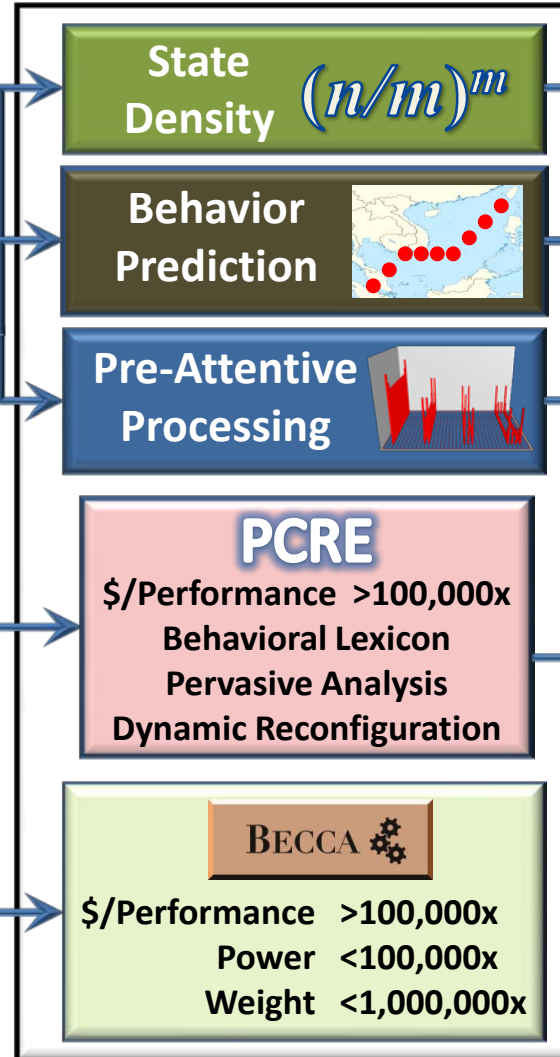 State
Density (n/m)^m
Behavior
Prediction
Pre-Attentive
Processing
PCRE
$/Performance >100,000x
Behavioral Lexicon
Pervasive Analysis
Dynamic Reconfiguration
BECCA
$/Performance >100,000x
Power <100,000x
Weight <1,000,000x